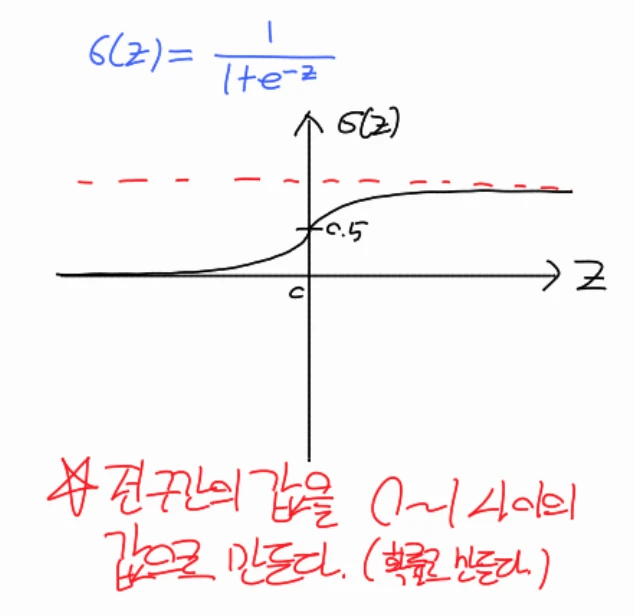 σ(z) = 1/(1+e^-z)
σ(z)
0.5
0
Z
☆ 전구간의 값을 0~1 사이의
값으로 만든다. (확률로 만든다.)